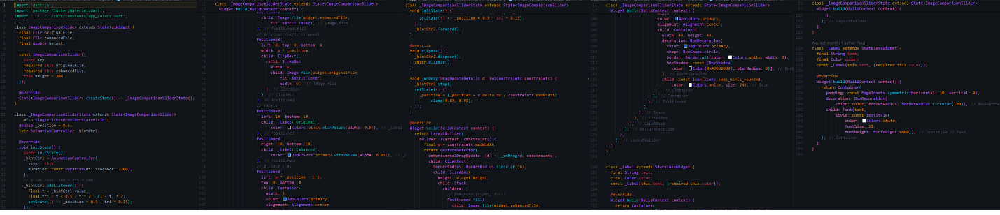 import 'dart:io';
import 'package:flutter/material.dart';
import '../../../core/constants/app_colors.dart';
class ImageComparisonSlider extends StatefulWidget {
final File originalFile;
final File enhancedFile;
final double height;
const ImageComparisonSlider({
super.key,
required this.originalFile,
required this.enhancedFile,
this.height = 300,
});
@override
State<ImageComparisonSlider> createState() => _ImageComparisonSliderState();
}
class _ImageComparisonSliderState extends State<ImageComparisonSlider>
with SingleTickerProviderStateMixin {
double _position = 0.5;
late AnimationController _hintCtrl;
@override
void initState() {
super.initState();
_hintCtrl = AnimationController(
vsync: this,
duration: const Duration(milliseconds: 1200),
);
_hintCtrl.addListener(() {
final t = _hintCtrl.value;
final tri = t < 0.5 ? t * 2 : (1 - t) * 2;
setState(() => _position = 0.5 - tri * 0.15);
});
class _ImageComparisonSliderState extends State<ImageComparisonSlider>
Widget build(BuildContext context) {
Positioned.fill(
child: Image.file(widget.enhancedFile,
fit: BoxFit.cover), // Image.file
), // Positioned.fill
// Original (left, clipped)
Positioned(
left: 0, top: 0, bottom: 0,
width: w * _position,
child: ClipRect(
child: SizedBox(
width: w,
child: Image.file(widget.originalFile,
fit: BoxFit.cover,
width: w), // Image.file
), // SizedBox
), // ClipRect
), // Positioned
// Labels
Positioned(
left: 10, bottom: 10,
child: _Label('Original',
color: Colors.black.withValues(alpha: 0.5)), // _Label
), // Positioned
Positioned(
right: 10, bottom: 10,
child: _Label('Enhanced',
color: AppColors.primary.withValues(alpha: 0.85)), // _L
), // Positioned
// Divider line
Positioned(
left: w * _position - 1.5,
top: 0, bottom: 0,
child: Container(
width: 3,
color: AppColors.primary,
alignment: Alignment.center,
class _ImageComparisonSliderState extends State<ImageComparisonSlider>
void initState() {
setState(() => _position = 0.5 - tri * 0.15);
});
_hintCtrl.forward();
}
@override
void dispose() {
_hintCtrl.dispose();
super.dispose();
}
void _onDrag(DragUpdateDetails d, BoxConstraints constraints) {
_hintCtrl.stop();
setState(() {
_position = (_position + d.delta.dx / constraints.maxWidth)
.clamp(0.02, 0.98);
});
}
@override
Widget build(BuildContext context) {
return LayoutBuilder(
builder: (context, constraints) {
final w = constraints.maxWidth;
return GestureDetector(
onHorizontalDragUpdate: (d) => _onDrag(d, constraints),
child: ClipRRect(
borderRadius: BorderRadius.circular(16),
child: SizedBox(
height: widget.height,
child: Stack(
children: [
// Enhanced (right, full)
Positioned.fill(
child: Image.file(widget.enhancedFile,
class _ImageComparisonSliderState extends State<ImageComparisonSlider>
Widget build(BuildContext context) {
color: AppColors.primary,
alignment: Alignment.center,
child: Container(
width: 44, height: 44,
decoration: BoxDecoration(
color: AppColors.primary,
shape: BoxShape.circle,
border: Border.all(color: Colors.white, width: 2),
boxShadow: const [BoxShadow(
color: Color(0x40000000), blurRadius: 8)], // Box
), // BoxDecoration
child: const Icon(Icons.swap_horiz_rounded,
color: Colors.white, size: 24), // Icon
), // Container
), // Container
), // Positioned
],
), // Stack
), // SizedBox
), // ClipRRect
); // GestureDetector
},
); // LayoutBuilder
}
}
class _Label extends StatelessWidget {
final String text;
final Color color;
const _Label(this.text, {required this.color});
@override
Widget build(BuildContext context) {
return Container(
class _ImageComparisonSliderState extends State<ImageComparisonSlider>
Widget build(BuildContext context) {
},
); // LayoutBuilder
}
}
You, last month | 1 author (You)
class _Label extends StatelessWidget {
final String text;
final Color color;
const _Label(this.text, {required this.color});
@override
Widget build(BuildContext context) {
return Container(
padding: const EdgeInsets.symmetric(horizontal: 10, vertical: 4),
decoration: BoxDecoration(
color: color, borderRadius: BorderRadius.circular(100)), // BoxDecora
child: Text(text,
style: const TextStyle(
color: Colors.white,
fontSize: 11,
fontWeight: FontWeight.w600)), // TextStyle // Text
); // Container
}
}